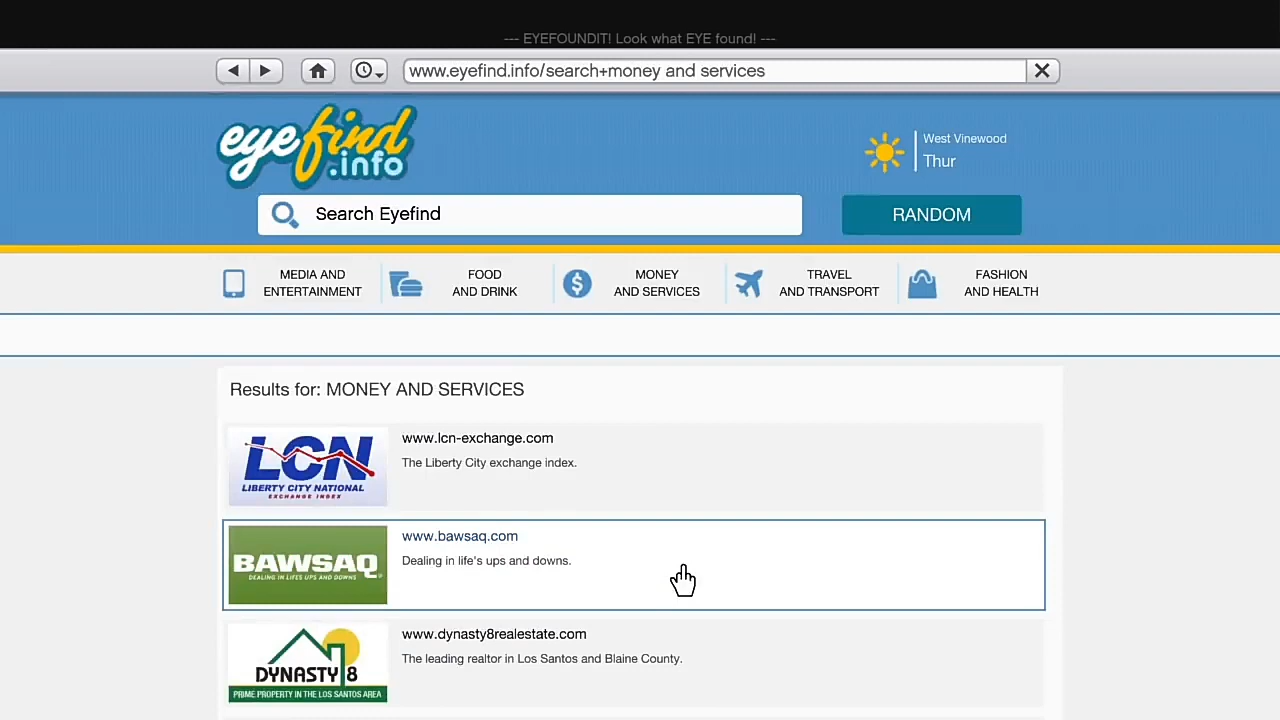 --- EYEFOUNDIT! Look what EYE found! ---
www.eyefind.info/search+money and services
eyefind
.info
West Vinewood
Thur
Search Eyefind
RANDOM
MEDIA AND
ENTERTAINMENT
FOOD
AND DRINK
MONEY
AND SERVICES
TRAVEL
AND TRANSPORT
FASHION
AND HEALTH
Results for: MONEY AND SERVICES
LCN
LIBERTY CITY NATIONAL
EXCHANGE INDEX
www.lcn-exchange.com
The Liberty City exchange index.
BAWSAQ
DEALING IN LIFES UPS AND DOWNS
www.bawsaq.com
Dealing in life's ups and downs.
DYNASTY 8
PRIME PROPERTY IN THE LOS SANTOS AREA
www.dynasty8realestate.com
The leading realtor in Los Santos and Blaine County.